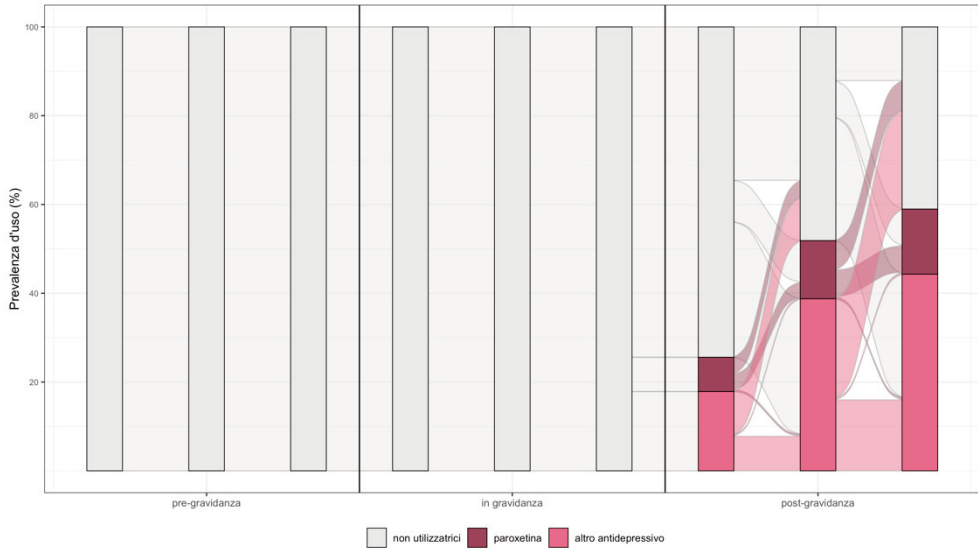 Prevalenza d'uso (%)
100
80
60
40
20
pre-gravidanza
in gravidanza
post-gravidanza
non utilizzatrici
paroxetina
altro antidepressivo